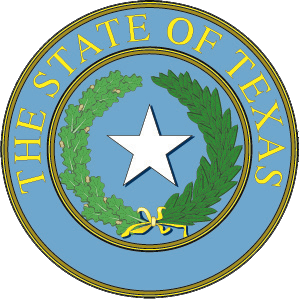 THE STATE OF TEXAS